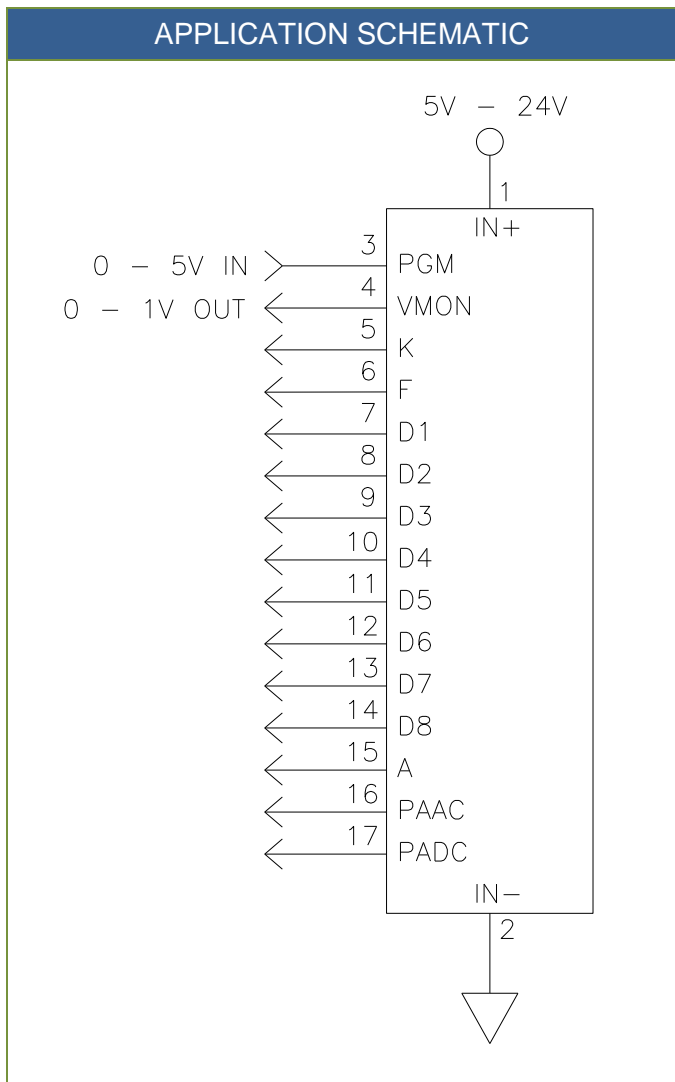 APPLICATION SCHEMATIC
5V - 24V
1
IN+
3
0 - 5V IN
PGM
4
0 - 1V OUT
VMON
5
K
6
F
7
D1
8
D2
9
D3
10
D4
11
D5
12
D6
13
D7
14
D8
15
A
16
PAAC
17
PADC
IN-
2